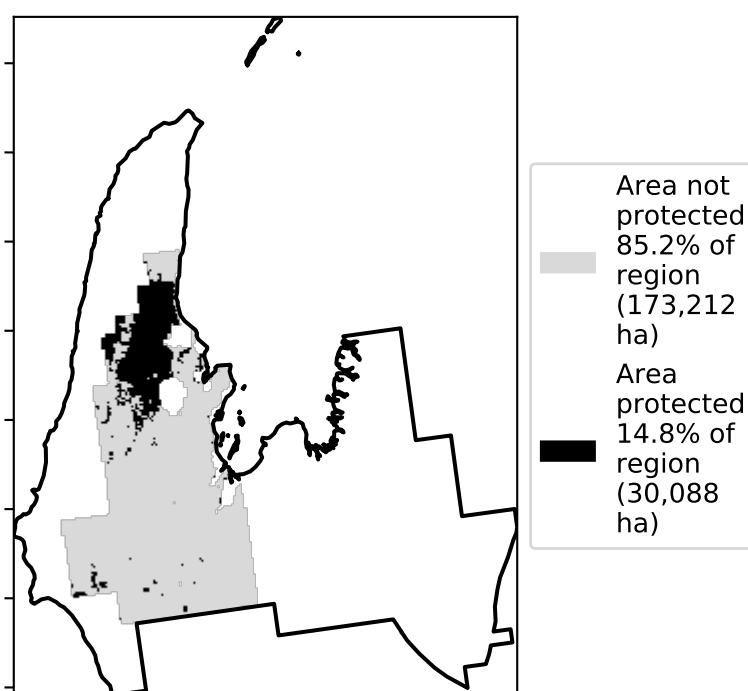 Area not
protected
85.2% of
region
(173,212
ha)
Area
protected
14.8% of
region
(30,088
ha)